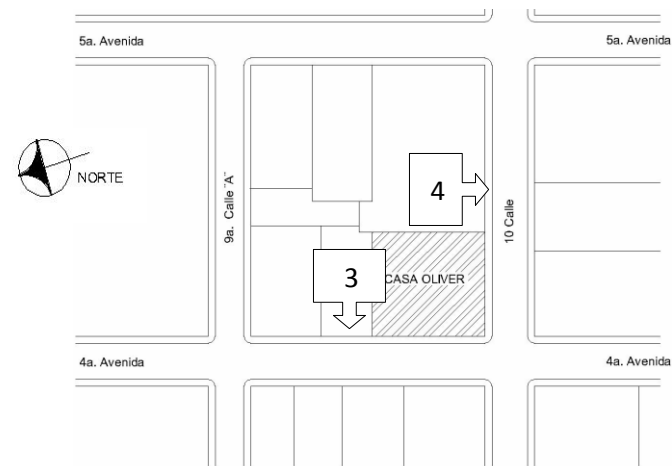 5a. Avenida
5a. Avenida
NORTE
9a. Calle "A"
4
10 Calle
3
CASA OLIVER
4a. Avenida
4a. Avenida